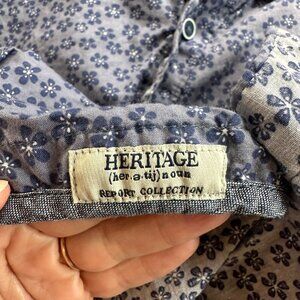 HERITAGE
(her.a.tij) noun
REPORT COLLECTION